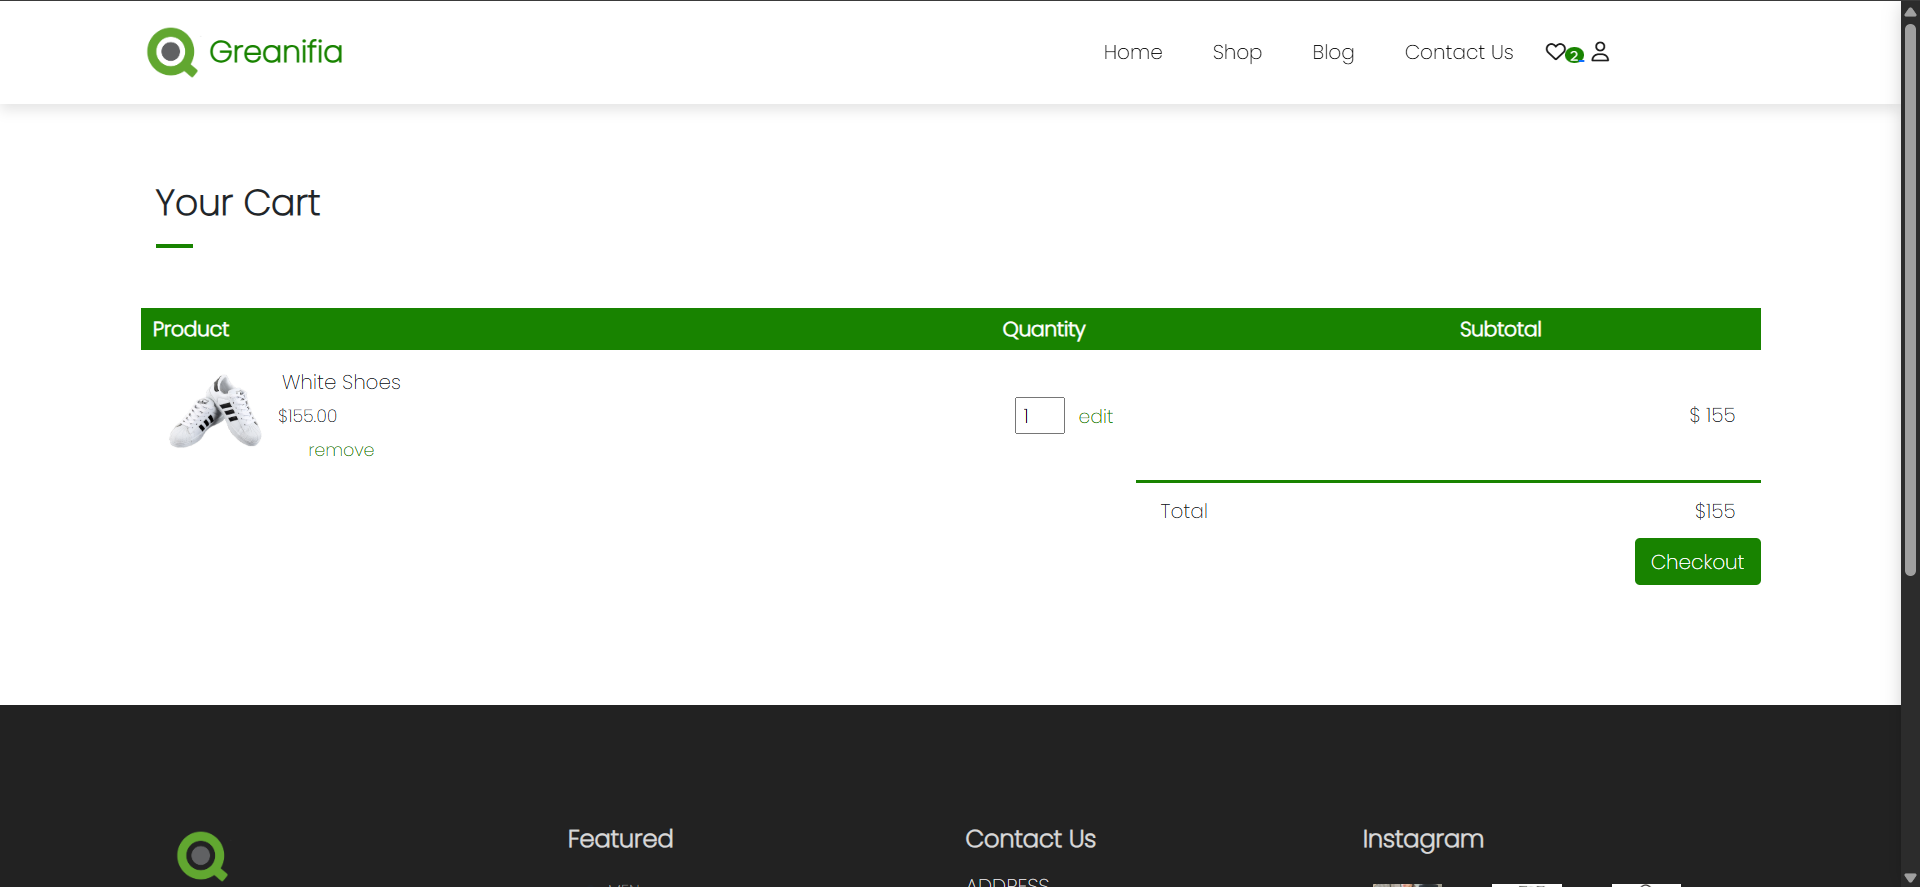 Greanifia
Home Shop Blog Contact Us 2
Your Cart
Product Quantity Subtotal
White Shoes
$155.00
remove
1 edit
$ 155
Total $155
Checkout
Featured Contact Us Instagram
MEN
ADDRESS